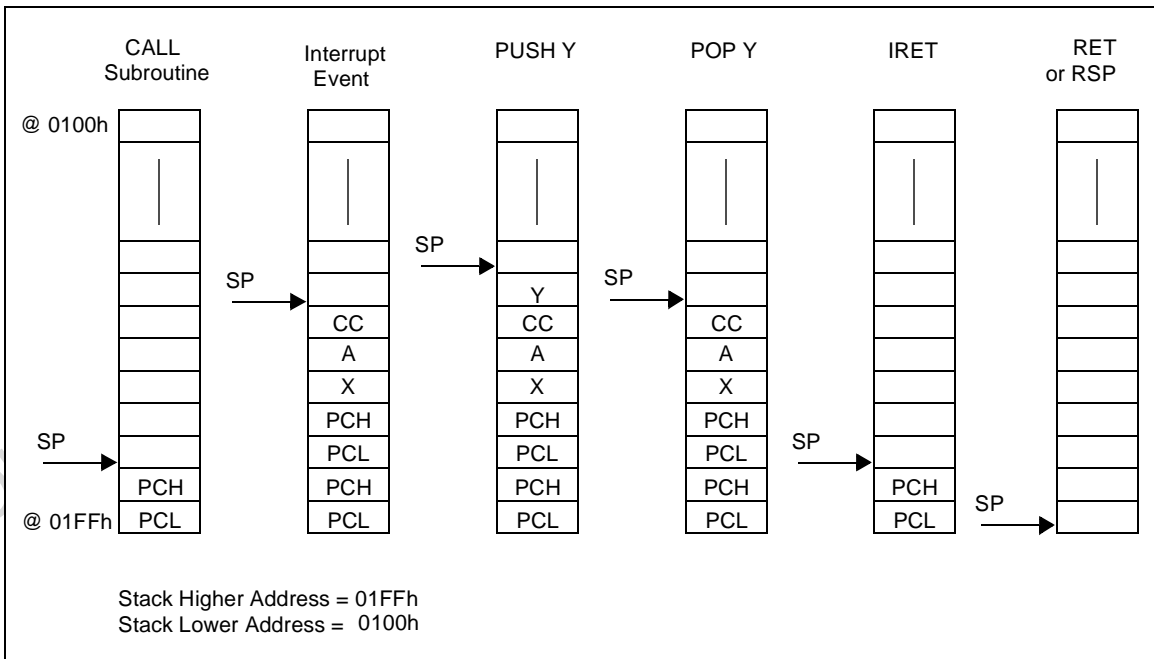 CALL
Subroutine
Interrupt
Event
PUSH Y
POP Y
IRET
RET
or RSP
@ 0100h
SP
SP
SP
Y
CC
CC
CC
A
A
A
X
X
X
PCH
PCH
PCH
SP
SP
PCL
PCL
PCL
PCH
PCH
PCH
PCH
PCH
SP
@ 01FFh
PCL
PCL
PCL
PCL
PCL
Stack Higher Address = 01FFh
Stack Lower Address = 0100h